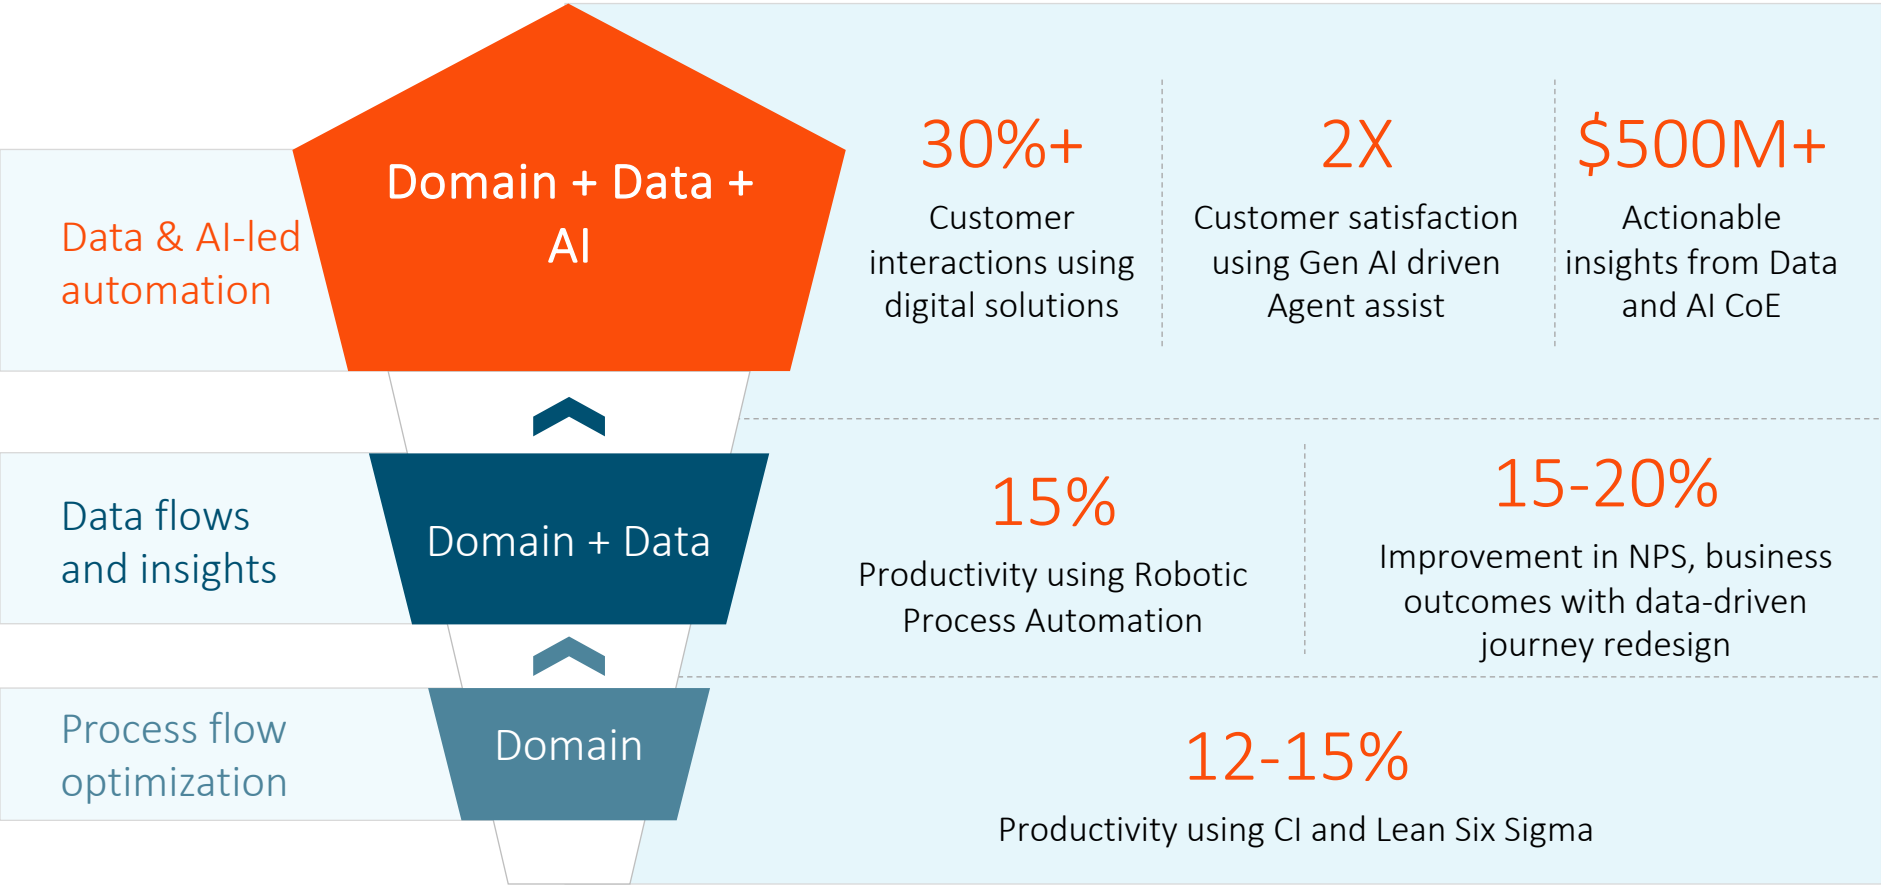 Data & AI-led
automation
Domain + Data +
AI
30%+
Customer
interactions using
digital solutions
2X
Customer satisfaction
using Gen AI driven
Agent assist
$500M+
Actionable
insights from Data
and AI CoE
Data flows
and insights
Domain + Data
15%
Productivity using Robotic
Process Automation
15-20%
Improvement in NPS, business
outcomes with data-driven
journey redesign
Process flow
optimization
Domain
12-15%
Productivity using CI and Lean Six Sigma